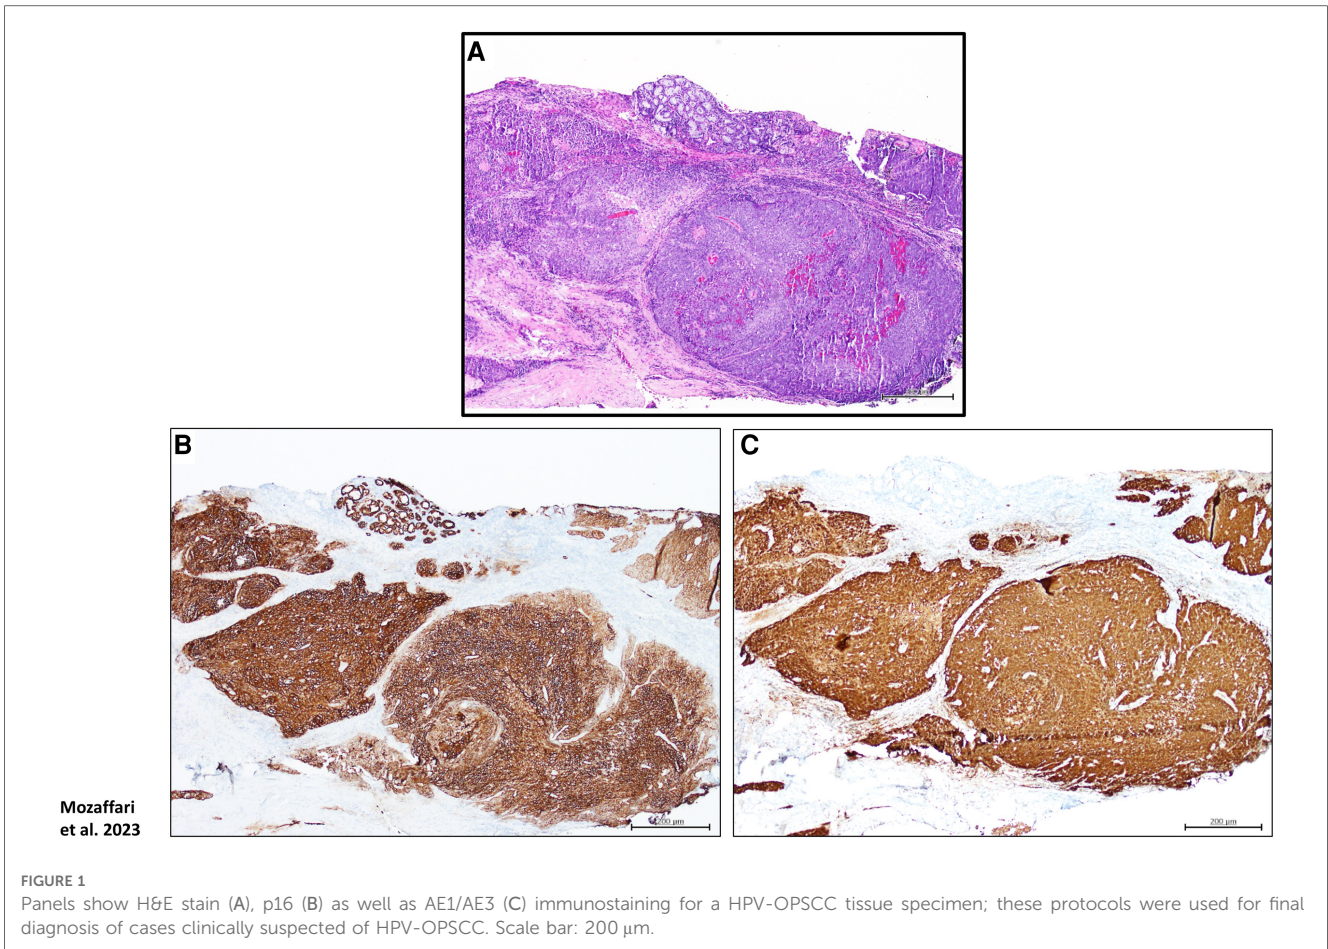 A
B
C
Mozaffari
et al. 2023
200 µm
200 µm
FIGURE 1
Panels show H&E stain (A), p16 (B) as well as AE1/AE3 (C) immunostaining for a HPV-OPSCC tissue specimen; these protocols were used for final
diagnosis of cases clinically suspected of HPV-OPSCC. Scale bar: 200 µm.